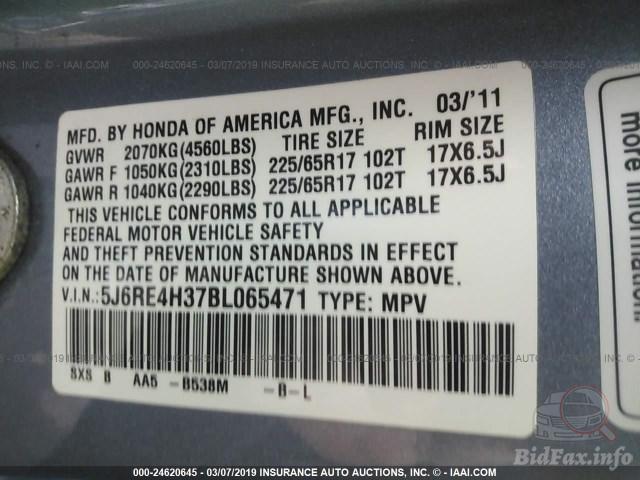 000-24620645 - 03/07/2019 INSURANCE AUTO AUCTIONS, INC. - © IAAI.COM
MFD. BY HONDA OF AMERICA MFG., INC. 03/'11
GVWR 2070KG(4560LBS) TIRE SIZE RIM SIZE
GAWR F 1050KG(2310LBS) 225/65R17 102T 17X6.5J
GAWR R 1040KG(2290LBS) 225/65R17 102T 17X6.5J
THIS VEHICLE CONFORMS TO ALL APPLICABLE
FEDERAL MOTOR VEHICLE SAFETY
AND THEFT PREVENTION STANDARDS IN EFFECT
ON THE DATE OF MANUFACTURE SHOWN ABOVE.
V.I.N.:5J6RE4H37BL065471 TYPE: MPV
SXS B AA5 -B538M -B-L
more
BidFax.info
000-24620645 - 03/07/2019 INSURANCE AUTO AUCTIONS, INC. - © IAAI.COM